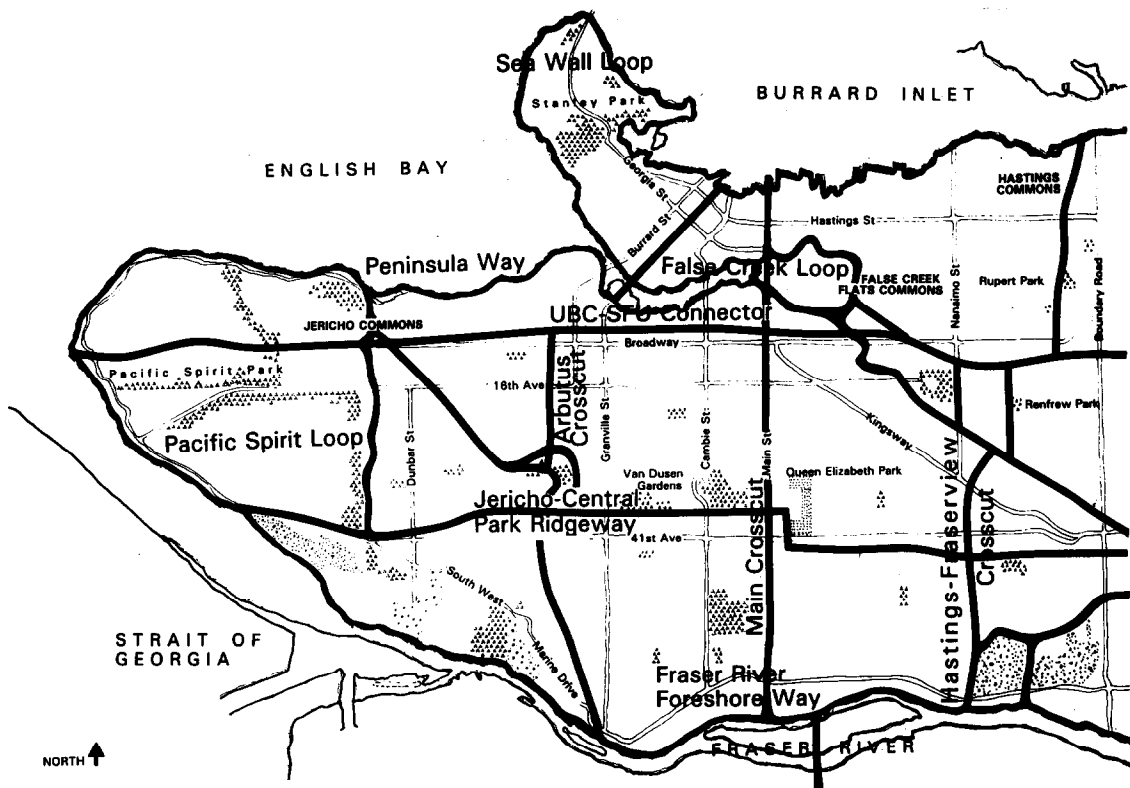 Sea Wall Loop
Stanley Park
BURRARD INLET
ENGLISH BAY
Georgia St
HASTINGS
COMMONS
Burrard St
Hastings St
Peninsula Way
False Creek Loop
FALSE CREEK
FLATS COMMONS
Nanaimo St
Rupert Park
Boundary Road
JERICHO COMMONS
UBC-SFU Connector
Broadway
Pacific Spirit Park
16th Ave
Arbutus
Crosscut
Granville St
Cambie St
Main St
Kingsway
Renfrew Park
Dunbar St
Pacific Spirit Loop
Van Dusen
Gardens
Queen Elizabeth Park
Jericho-Central
Park Ridgeway
41st Ave
Main Crosscut
Hastings-Fraserview
Crosscut
South West
Marine Drive
STRAIT OF
GEORGIA
Fraser River
Foreshore Way
FRASER RIVER
NORTH